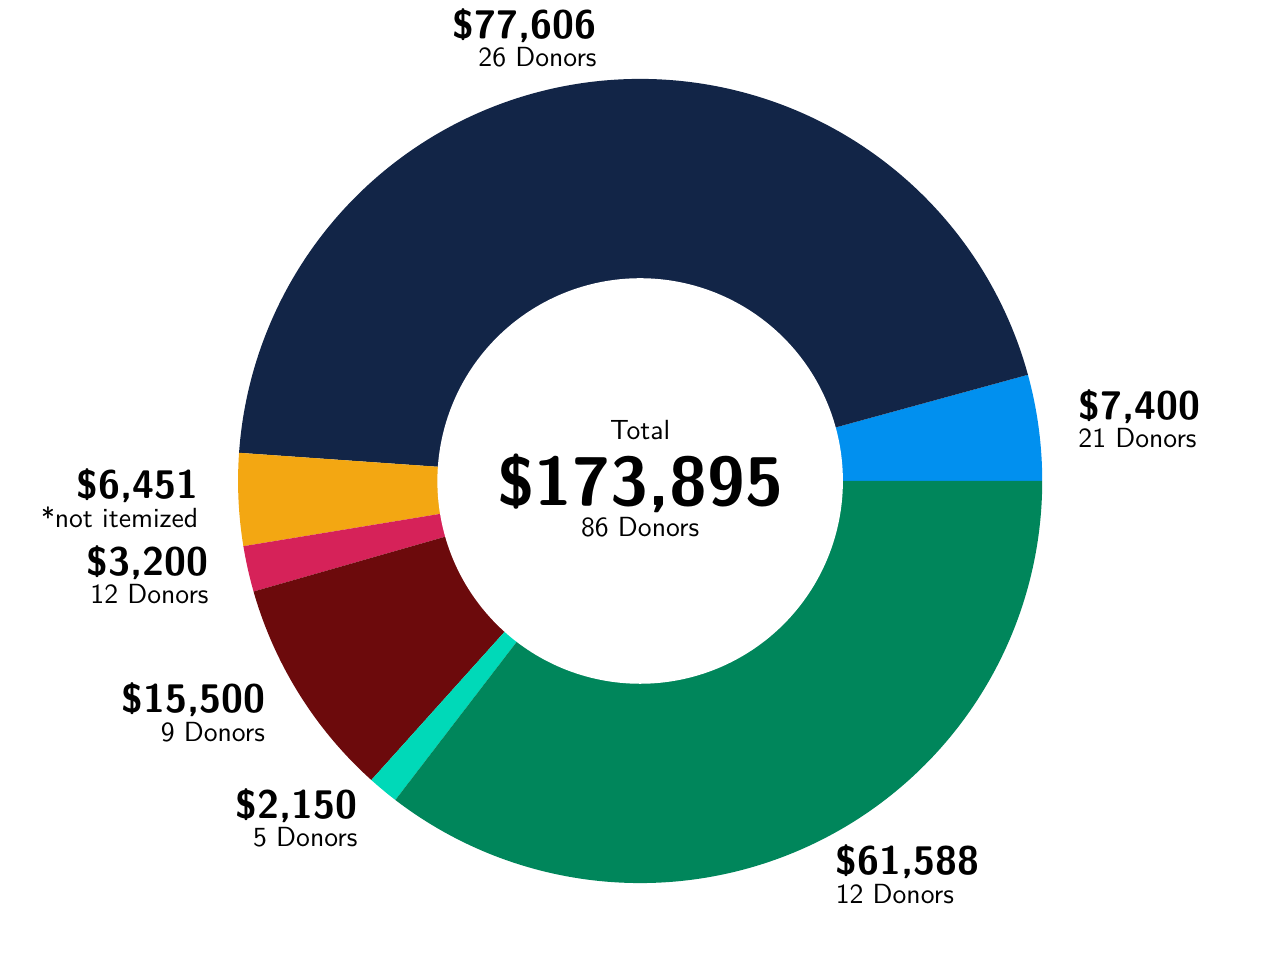 $77,606
26 Donors
$7,400
21 Donors
Total
$173,895
86 Donors
$6,451
*not itemized
$3,200
12 Donors
$15,500
9 Donors
$2,150
5 Donors
$61,588
12 Donors